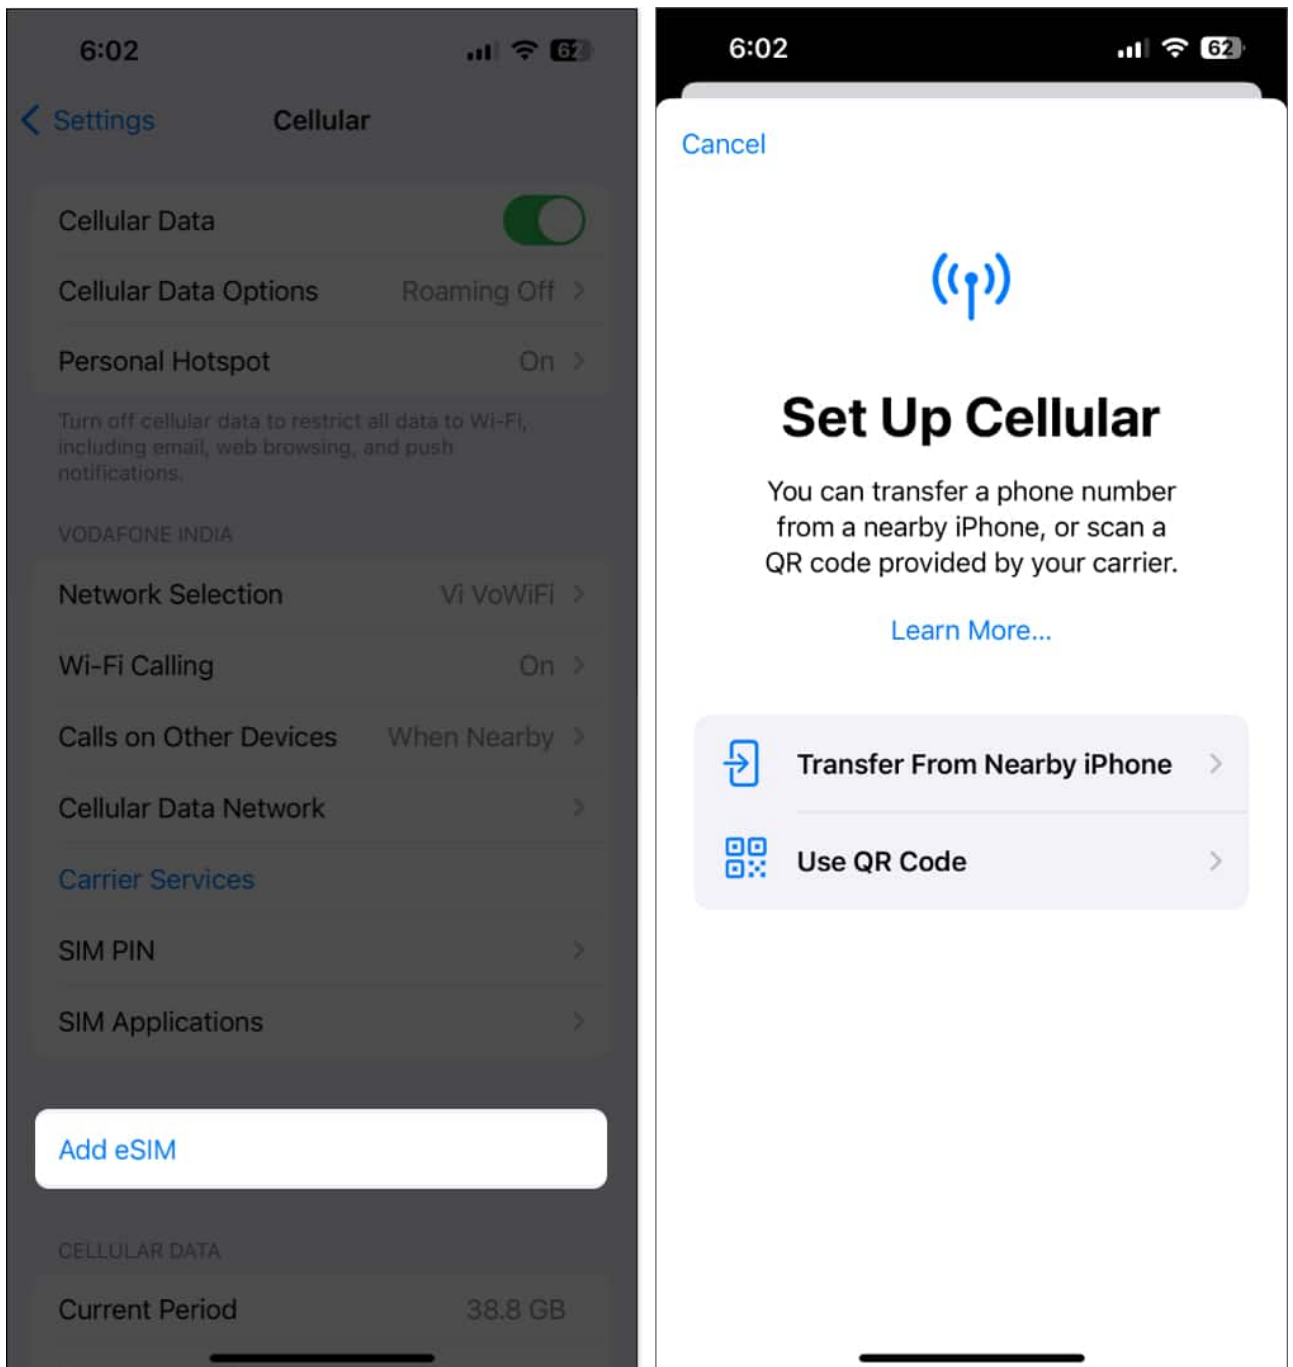 6:02
62
Settings
Cellular
Cellular Data
Cellular Data Options Roaming Off
Personal Hotspot On
Turn off cellular data to restrict all data to Wi-Fi,
including email, web browsing, and push
notifications.
VODAFONE INDIA
Network Selection Vi VoWiFi
Wi-Fi Calling On
Calls on Other Devices When Nearby
Cellular Data Network
Carrier Services
SIM PIN
SIM Applications
Add eSIM
CELLULAR DATA
Current Period 38.8 GB
6:02
62
Cancel
Set Up Cellular
You can transfer a phone number
from a nearby iPhone, or scan a
QR code provided by your carrier.
Learn More...
Transfer From Nearby iPhone
Use QR Code